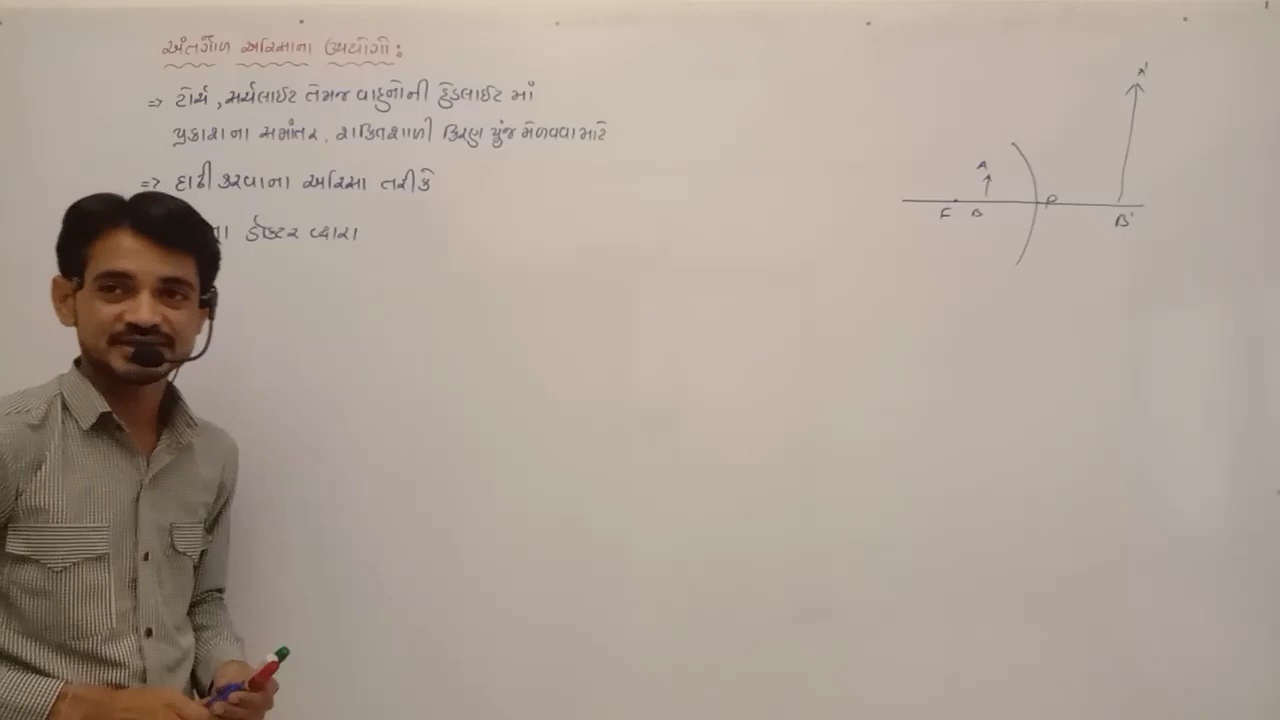 અંતર્ગોળ અરિસાના ઉપયોગો :
=> ટોર્ચ, સર્ચલાઈટ તેમજ વાહનોની હેડલાઈટ માં
પ્રકાશના સમાંતર, શક્તિશાળી કિરણ પુંજ મેળવવા માટે
=> દાઢી કરવાના અરિસા તરીકે
ડોક્ટર દ્વારા
A'
A
F B P B'